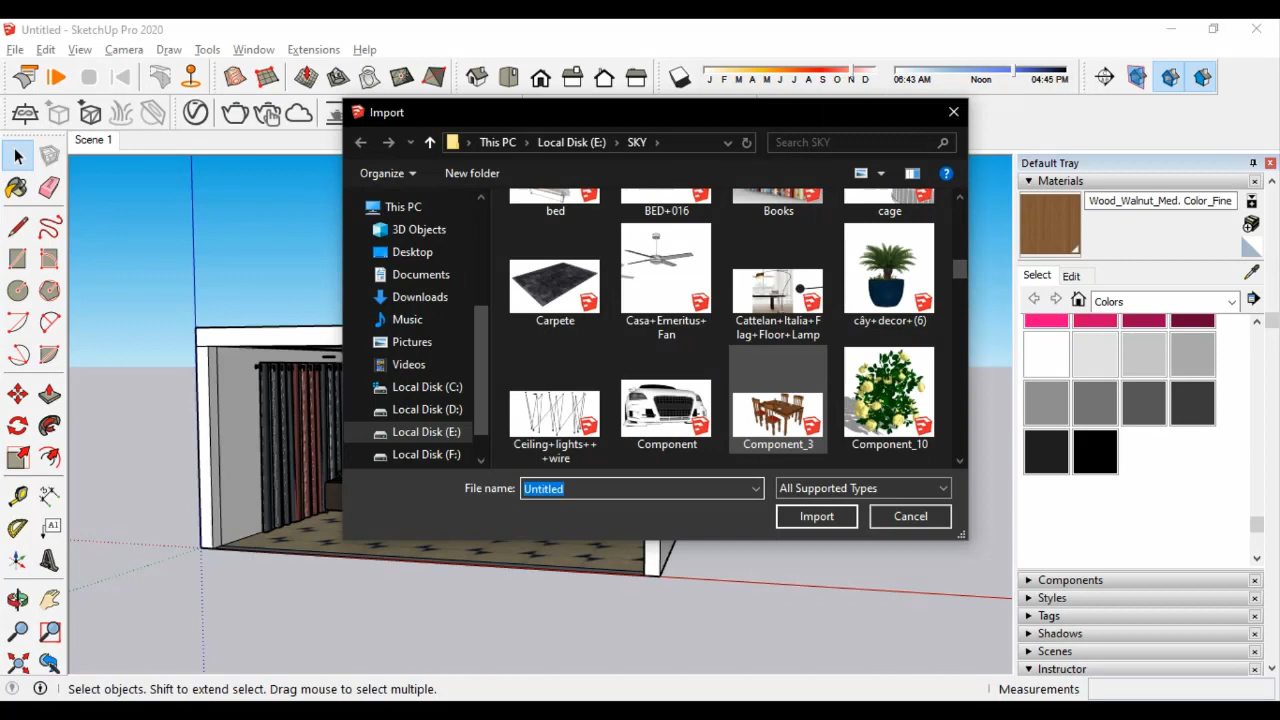 Untitled - SketchUp Pro 2020
File Edit View Camera Draw Tools Window Extensions Help
J F M A M J J A S O N D
06:43 AM Noon 04:45 PM
Scene 1
Import
This PC Local Disk (E:) SKY
Search SKY
Organize New folder
This PC
3D Objects
Desktop
Documents
Downloads
Music
Pictures
Videos
Local Disk (C:)
Local Disk (D:)
Local Disk (E:)
Local Disk (F:)
bed BED+016 Books cage
Carpete
Casa+Emeritus+
Fan
Cattelan+Italia+F
lag+Floor+Lamp
cây+decor+(6)
Ceiling+lights++
+wire
Component
Component_3
Component_10
File name: Untitled All Supported Types
Import Cancel
Default Tray
Materials
Wood_Walnut_Med. Color_Fine
Select Edit
Colors
Components
Styles
Tags
Shadows
Scenes
Instructor
A1
Select objects. Shift to extend select. Drag mouse to select multiple.
Measurements